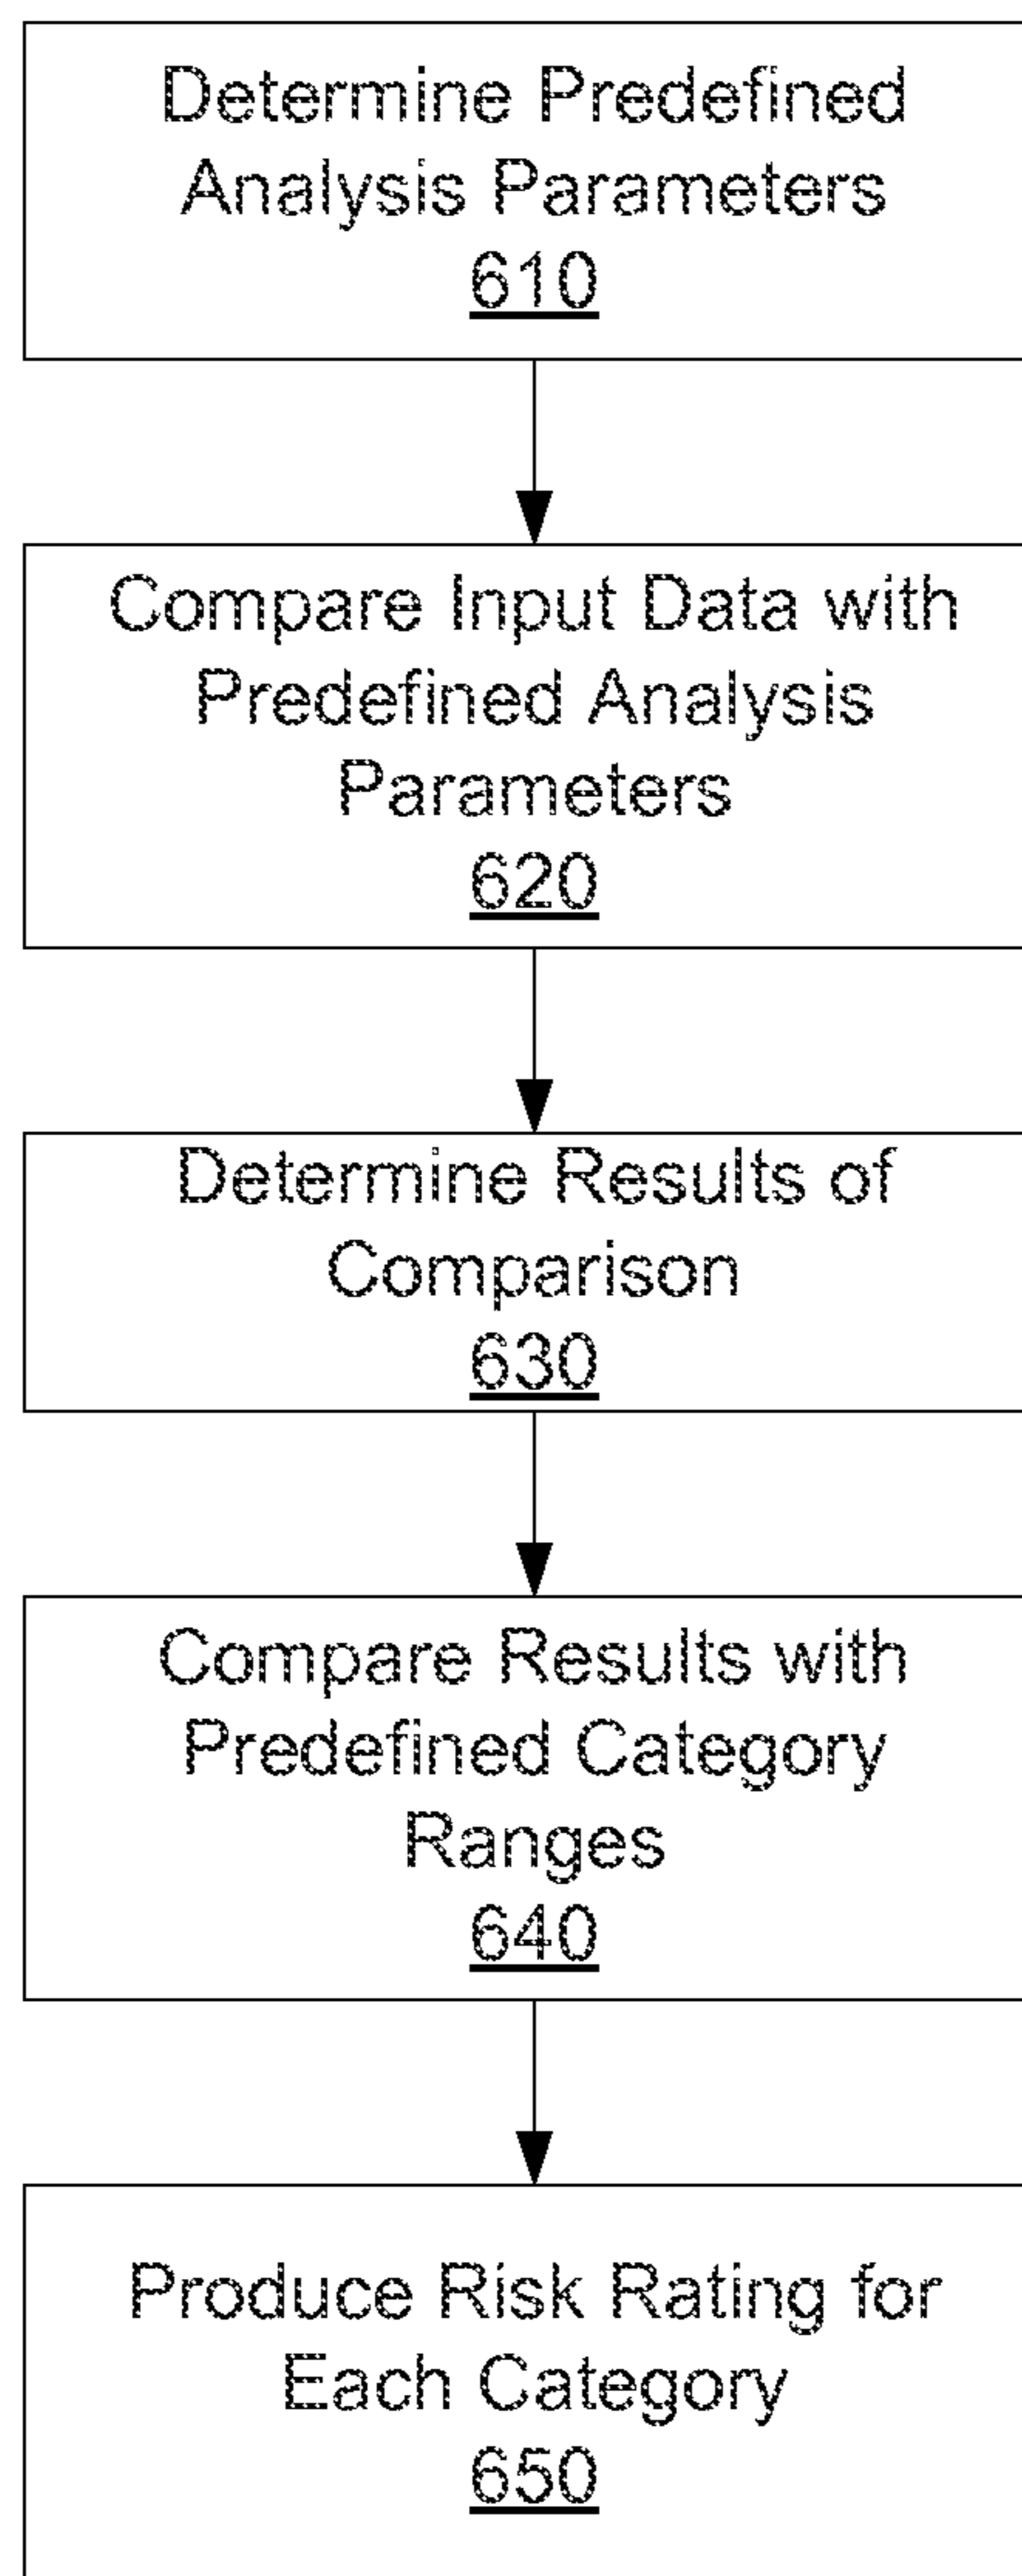 Determine Predefined
Analysis Parameters
610
Compare Input Data with
Predefined Analysis
Parameters
620
Determine Results of
Comparison
630
Compare Results with
Predefined Category
Ranges
640
Produce Risk Rating for
Each Category
650